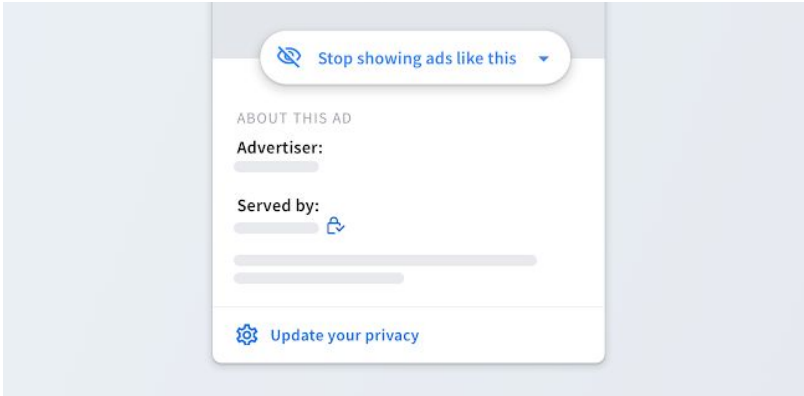 Stop showing ads like this
ABOUT THIS AD
Advertiser:
Served by:
Update your privacy